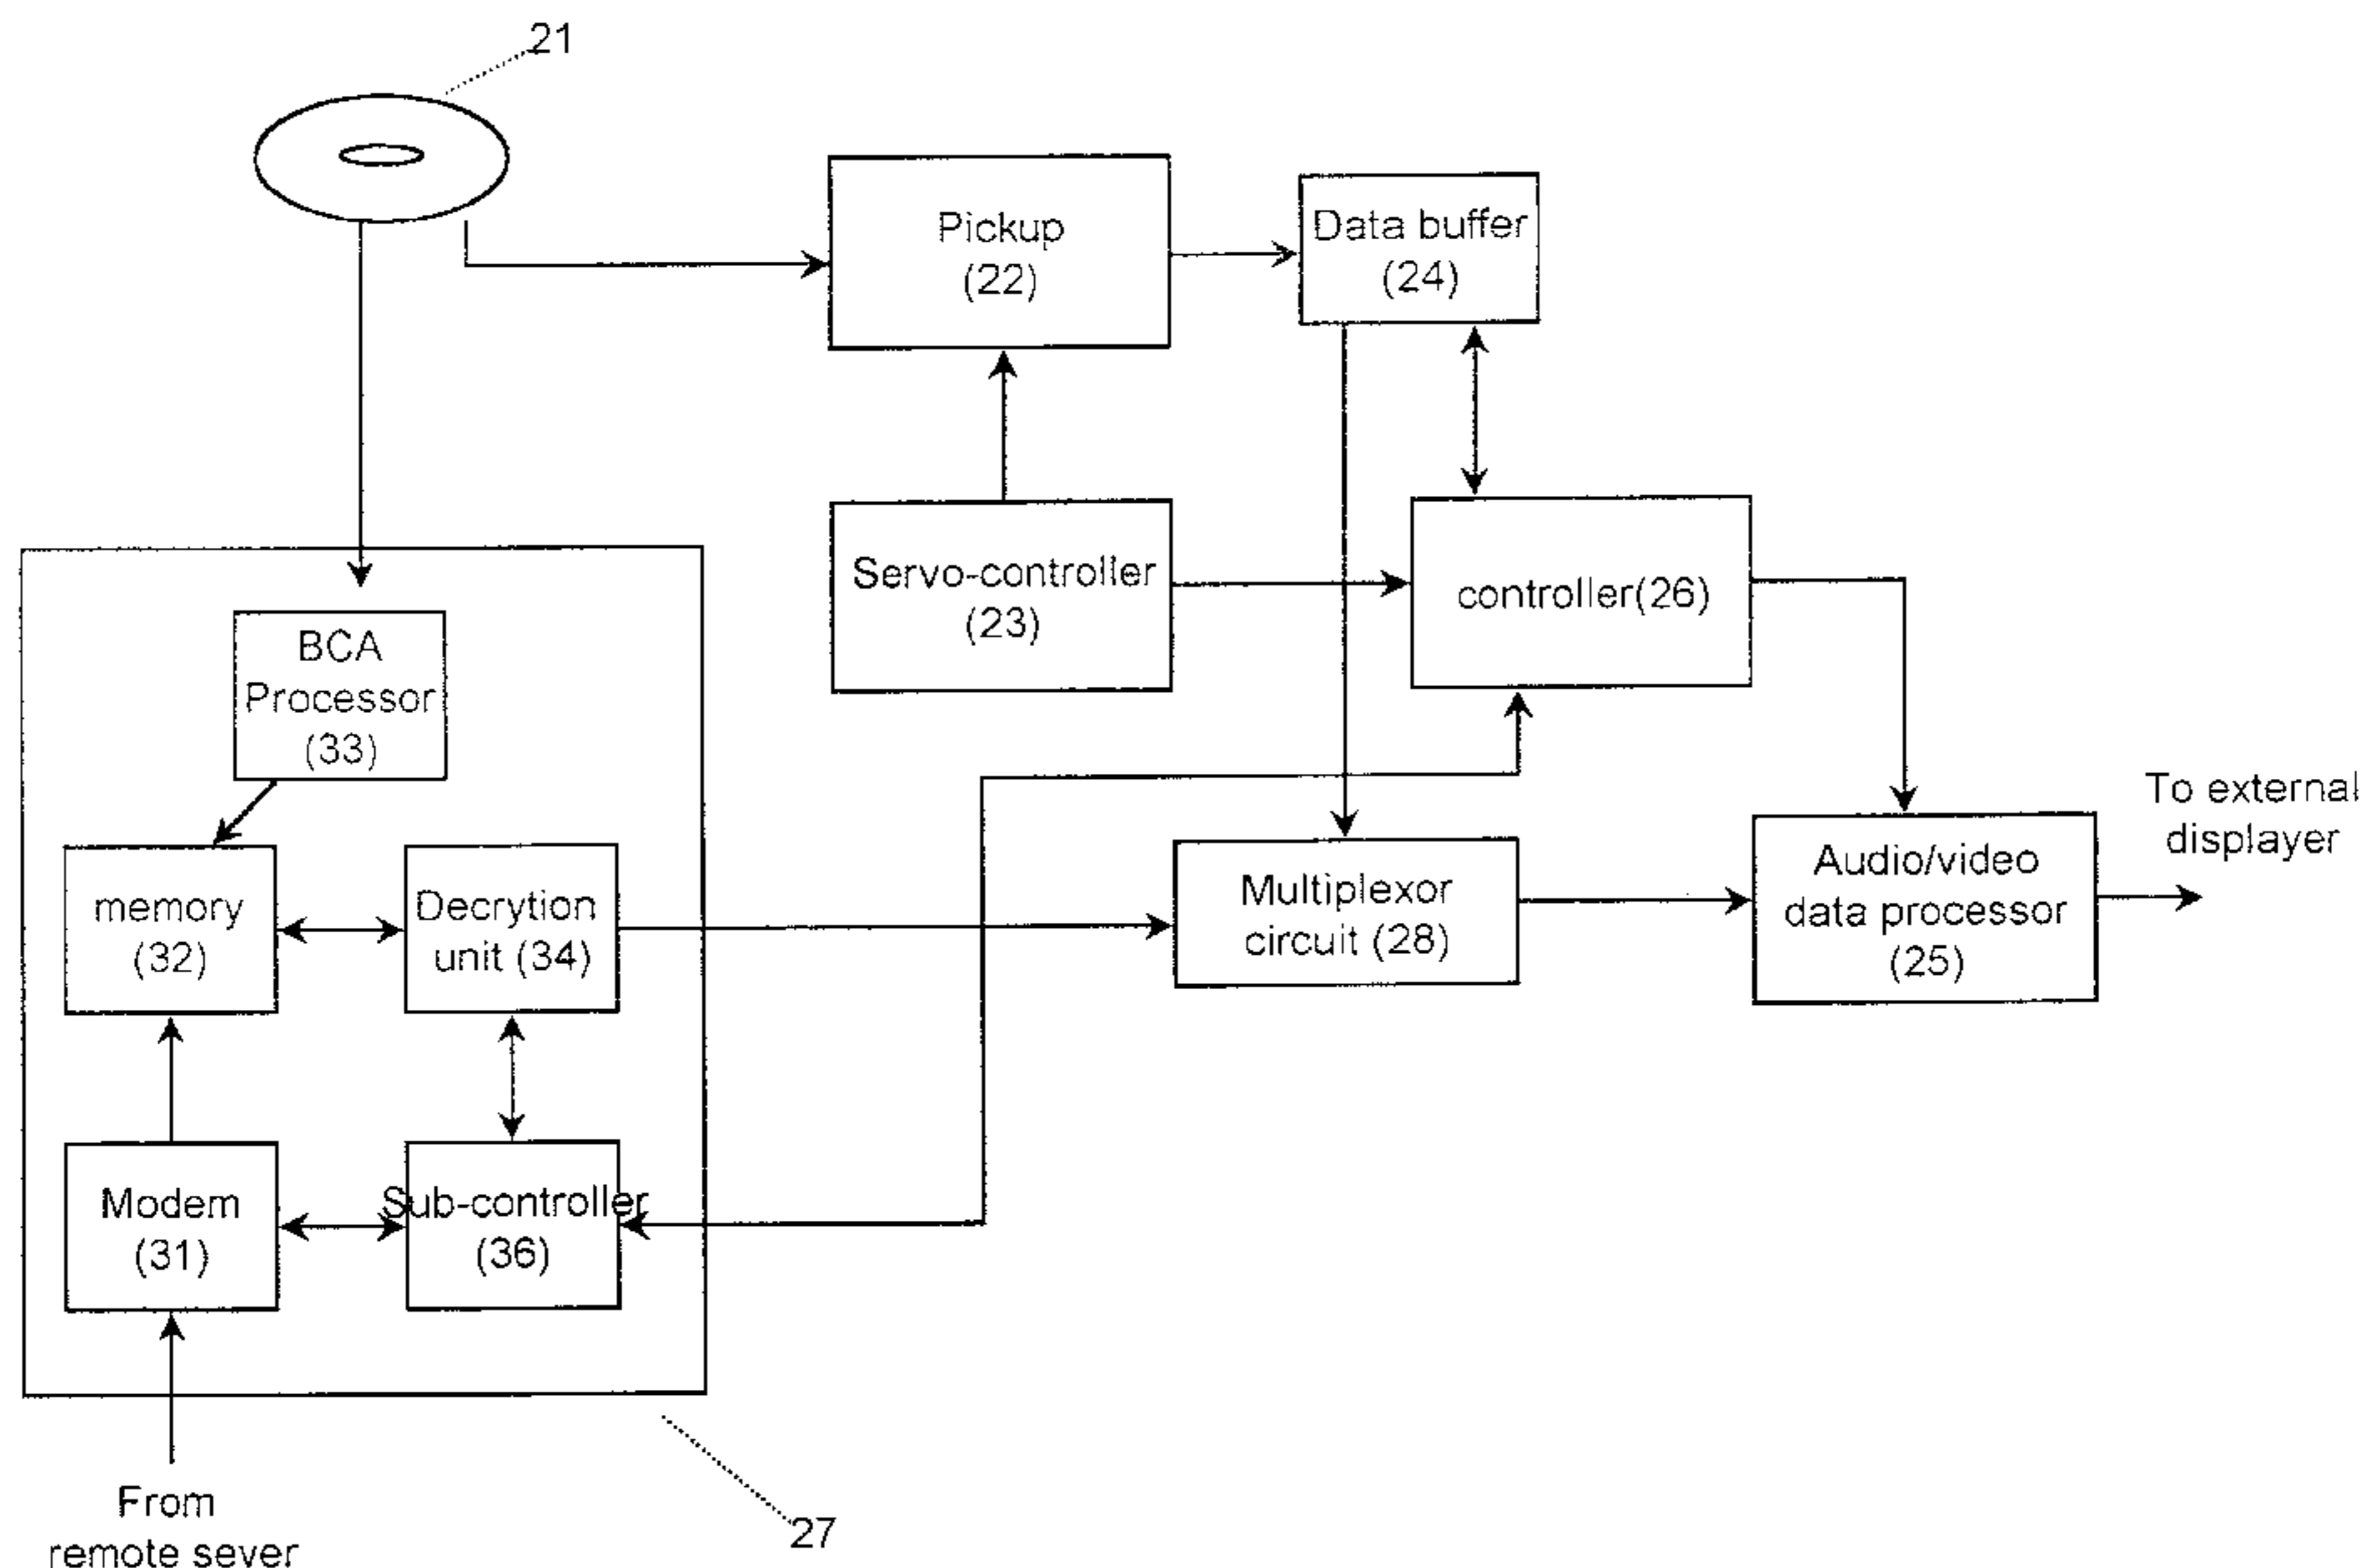 21
Pickup
(22)
Data buffer
(24)
Servo-controller
(23)
controller(26)
BCA
Processor
(33)
To external
displayer
memory
(32)
Decrytion
unit (34)
Multiplexor
circuit (28)
Audio/video
data processor
(25)
Modem
(31)
Sub-controller
(36)
From
remote sever
27